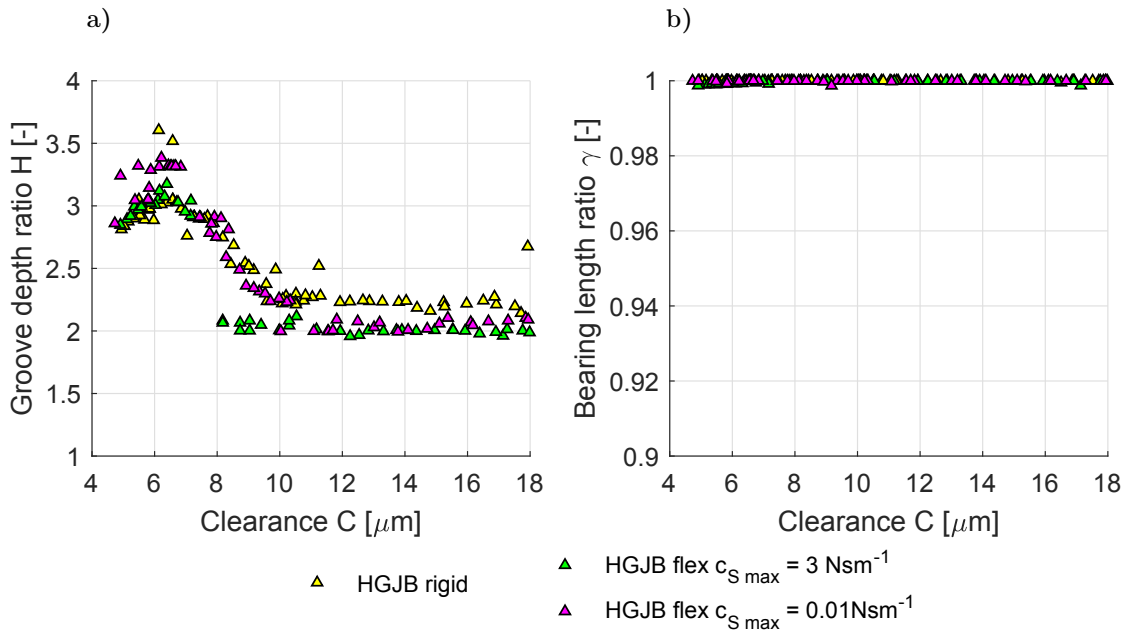 a)
b)
4
3.5
3
2.5
2
1.5
1
Groove depth ratio H [-]
4 6 8 10 12 14 16 18
Clearance C [μm]
1
0.98
0.96
0.94
0.92
0.9
Bearing length ratio γ [-]
4 6 8 10 12 14 16 18
Clearance C [μm]
HGJB rigid
HGJB flex c_S max = 3 Nsm⁻¹
HGJB flex c_S max = 0.01Nsm⁻¹